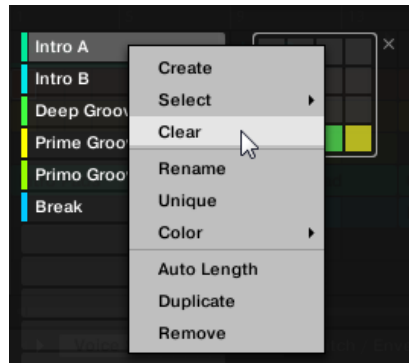 Intro A
Intro B
Deep Groov
Prime Groo
Primo Groo
Break
Create
Select
Clear
Rename
Unique
Color
Auto Length
Duplicate
Remove
Voice